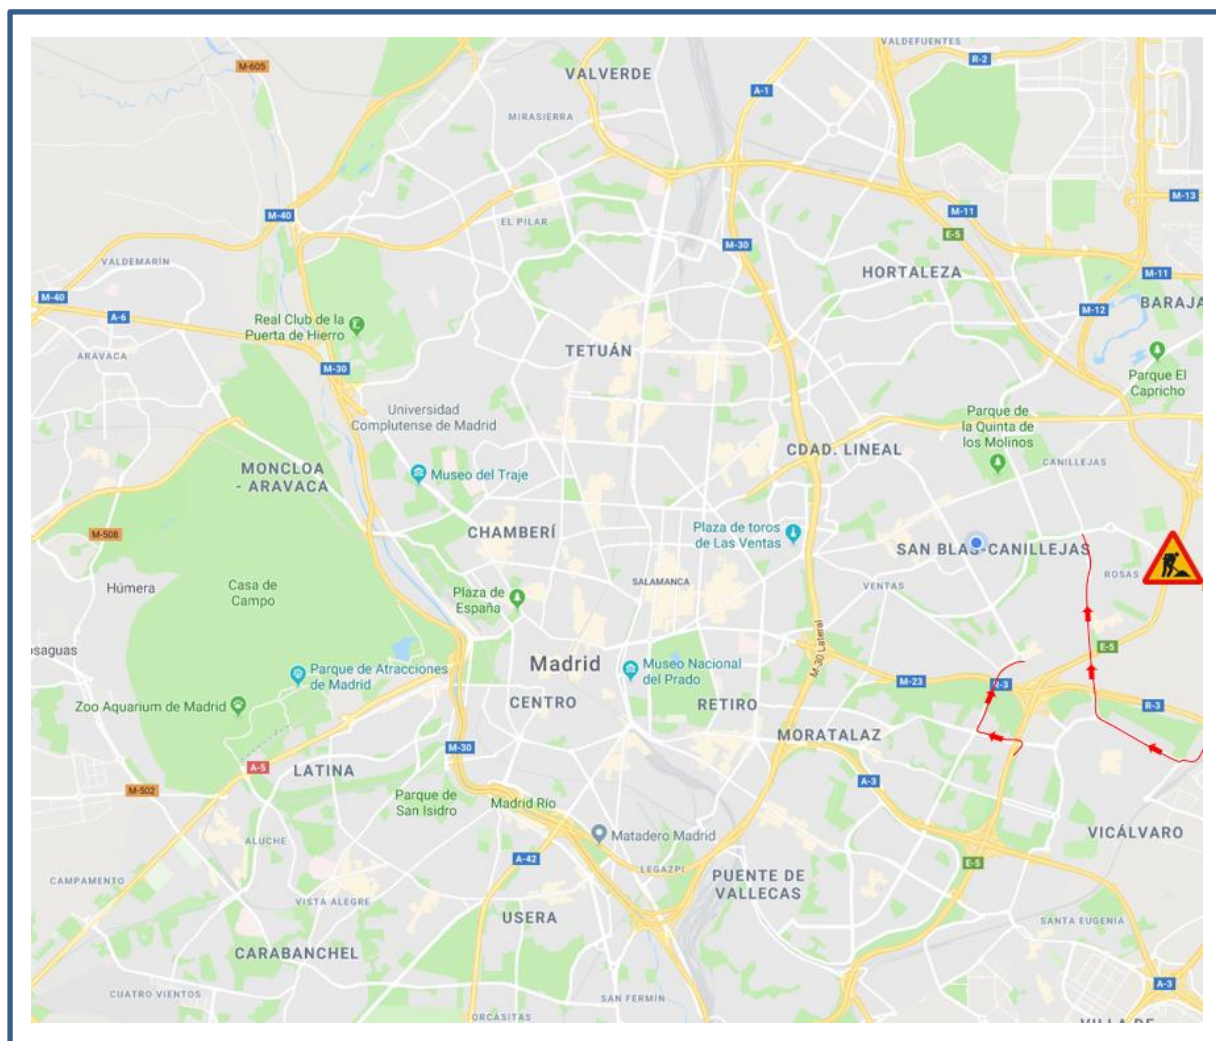 VALDEFUENTES
R-2
M-605
VALVERDE
A-1
MIRASIERRA
M-13
M-11
M-40
EL PILAR
E-5
M-30
VALDEMARÍN
HORTALEZA
M-11
M-40
BARAJA
A-6
Real Club de la
Puerta de Hierro
M-12
TETUÁN
ARAVACA
M-30
Parque El
Capricho
Universidad
Complutense de Madrid
Parque de
la Quinta de
los Molinos
CDAD. LINEAL
CANILLEJAS
MONCLOA
- ARAVACA
Museo del Traje
M-508
CHAMBERÍ
Plaza de toros
de Las Ventas
SAN BLAS-CANILLEJAS
ROSAS
Húmera
Casa de
Campo
SALAMANCA
VENTAS
Plaza de
España
M-30 Lateral
osaguas
E-5
Parque de Atracciones
de Madrid
Madrid
Museo Nacional
del Prado
M-23
R-3
Zoo Aquarium de Madrid
CENTRO
RETIRO
R-3
MORATALAZ
M-30
A-5
LATINA
A-3
M-502
Parque de
San Isidro
Madrid Río
Matadero Madrid
VICÁLVARO
ALUCHE
A-42
LEGAZPI
E-5
CAMPAMENTO
PUENTE DE
VALLECAS
VISTA ALEGRE
USERA
SANTA EUGENIA
CARABANCHEL
A-3
CUATRO VIENTOS
SAN FERMÍN
ORCASITAS
VILLA DE